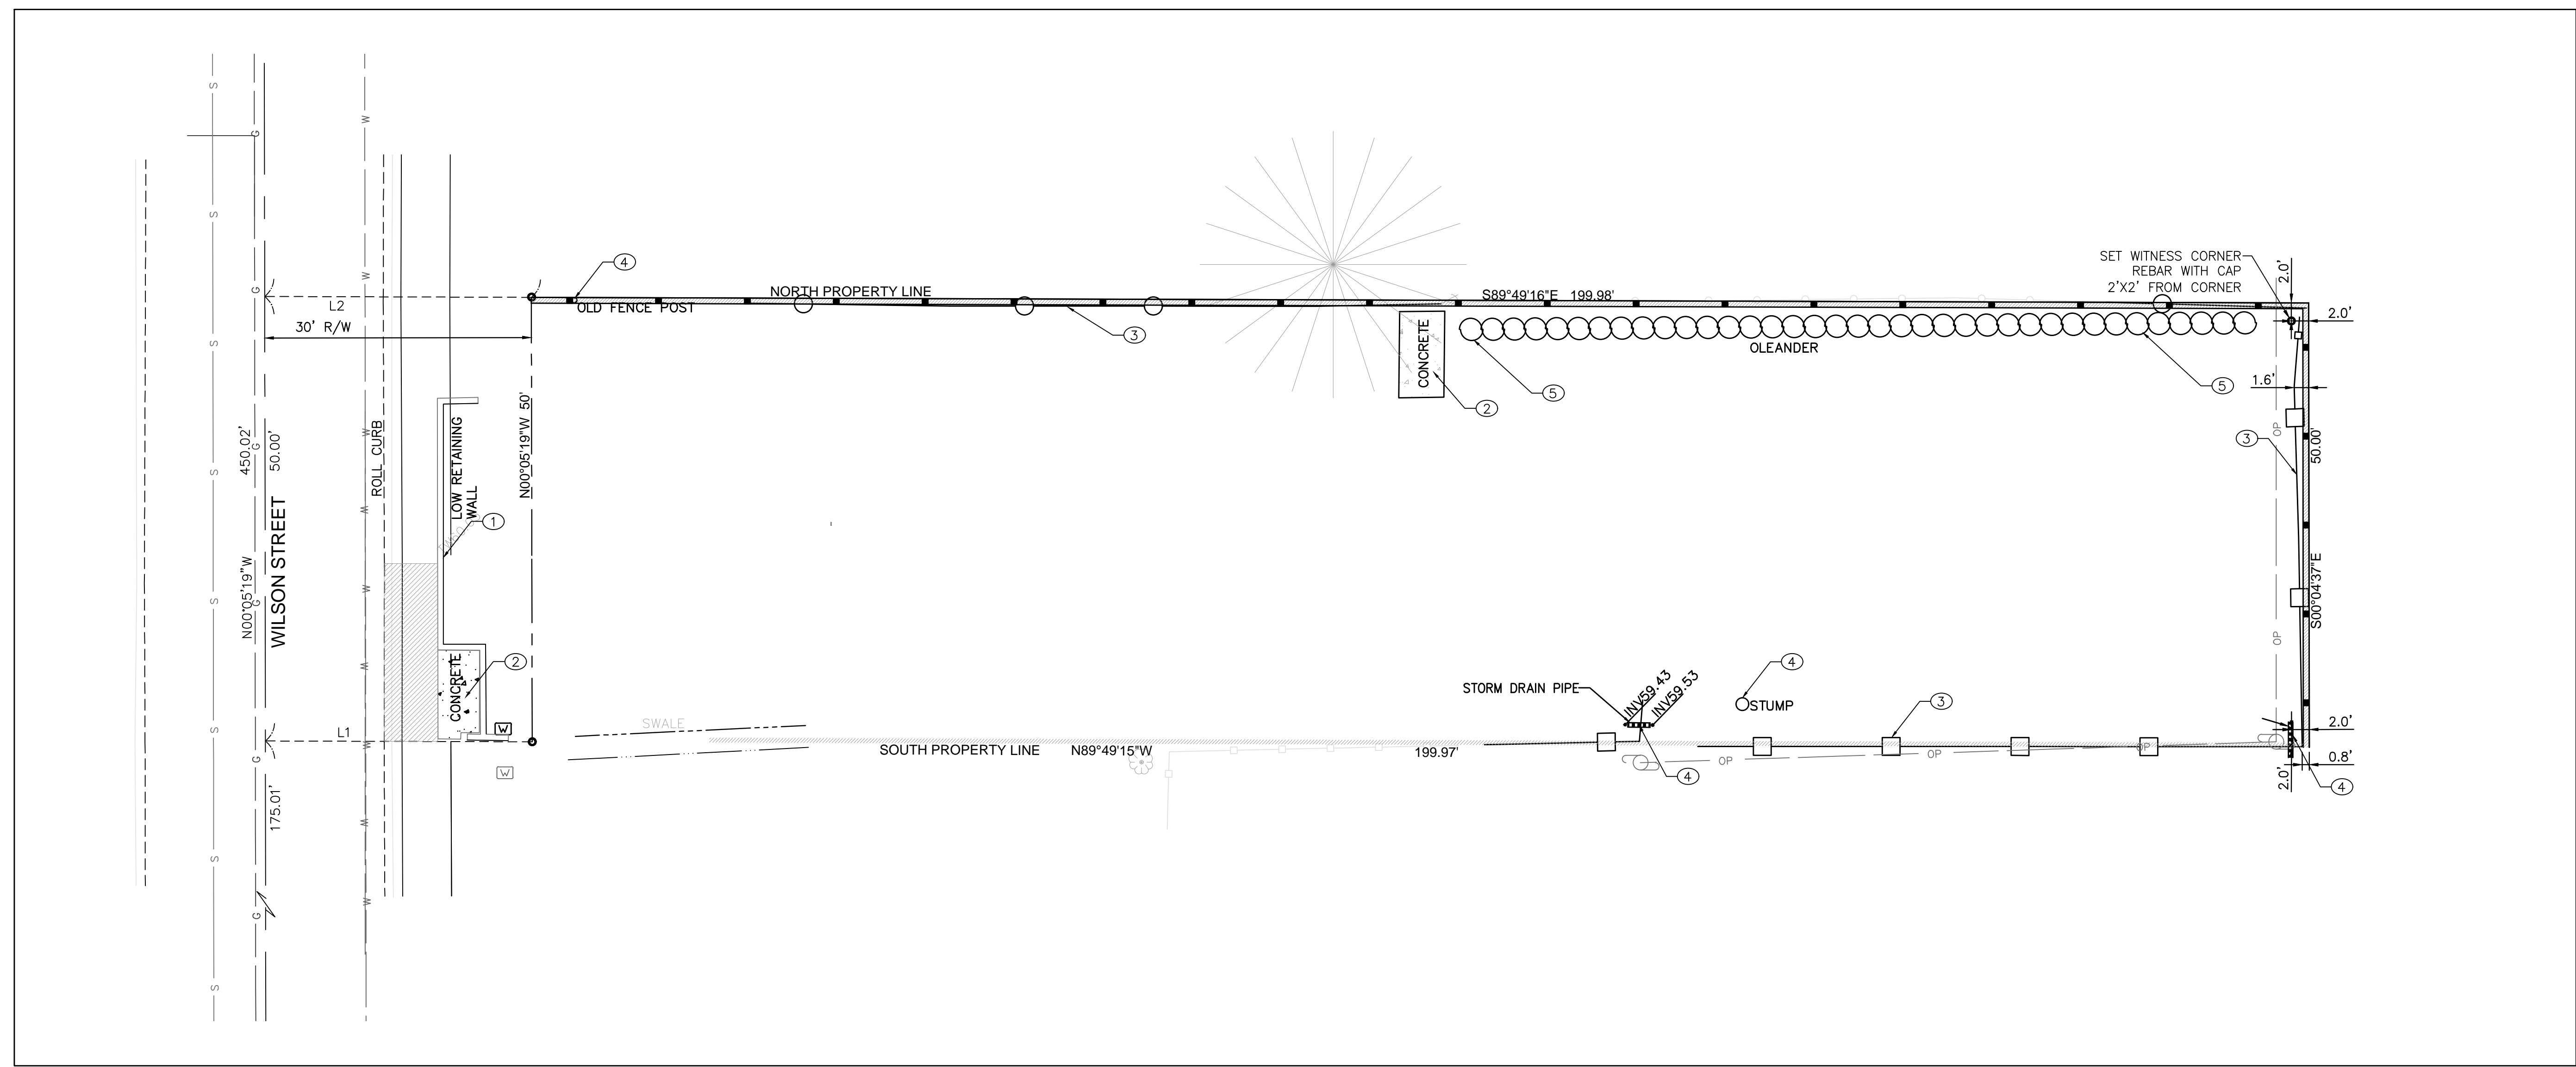 S
G
W
NORTH PROPERTY LINE
OLD FENCE POST
4
3
S89°49'16"E 199.98'
SET WITNESS CORNER
REBAR WITH CAP
2'X2' FROM CORNER
2.0'
2.0'
L2
30' R/W
CONCRETE
2
5
OLEANDER
5
1.6'
3
OP
50.00'
S00°04'37"E
N00°05'19"W 50'
450.02'
50.00'
N00°05'19"W
WILSON STREET
ROLL CURB
LOW RETAINING
WALL
1
CONCRETE
2
W
W
L1
175.01'
SWALE
SOUTH PROPERTY LINE N89°49'15"W
199.97'
STORM DRAIN PIPE
INV59.43
INV59.53
4
STUMP
3
4
OP
OP
OP
OP
2.0'
0.8'
2.0'
4